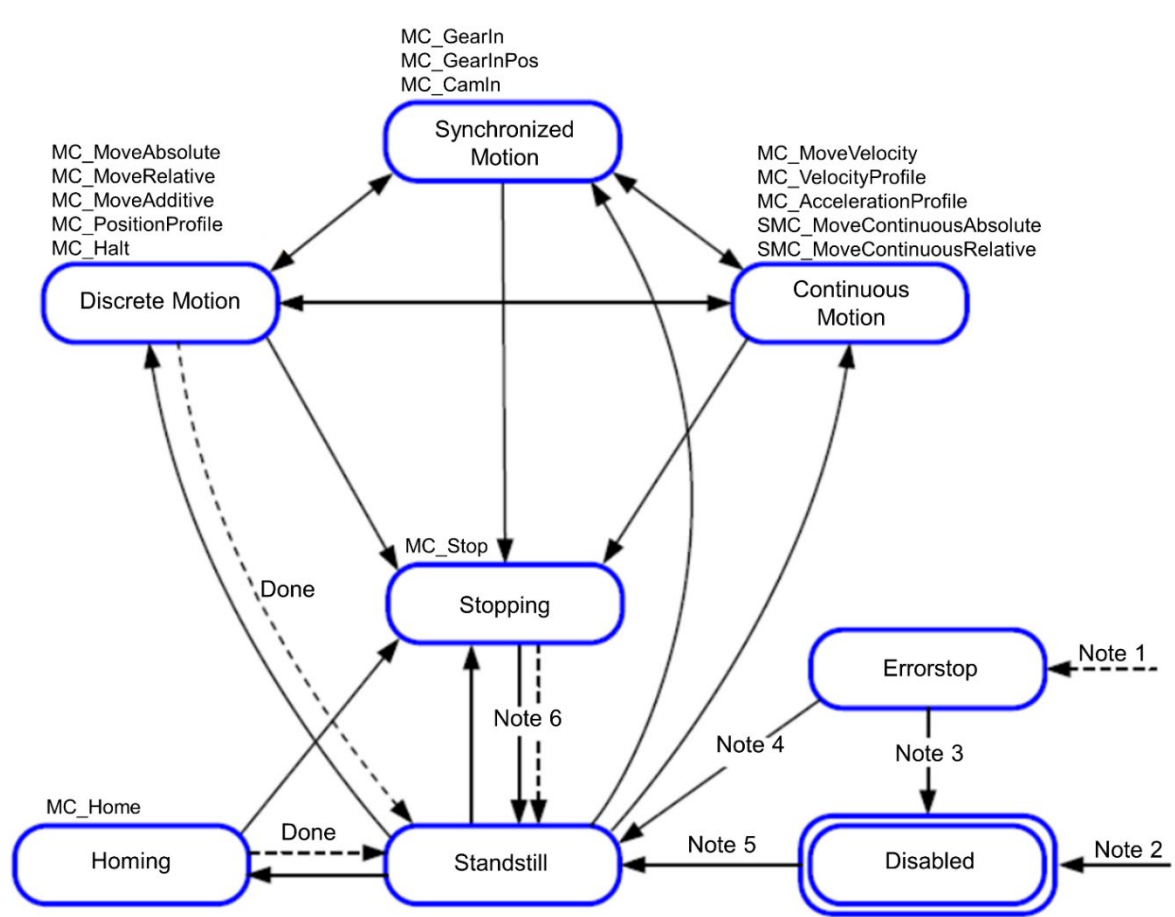 MC_GearIn
MC_GearInPos
MC_CamIn
Synchronized
Motion
MC_MoveAbsolute
MC_MoveRelative
MC_MoveAdditive
MC_PositionProfile
MC_Halt
Discrete Motion
MC_MoveVelocity
MC_VelocityProfile
MC_AccelerationProfile
SMC_MoveContinuousAbsolute
SMC_MoveContinuousRelative
Continuous
Motion
MC_Stop
Stopping
Done
Errorstop
Note 1
Note 6
Note 4
Note 3
MC_Home
Homing
Done
Standstill
Note 5
Disabled
Note 2